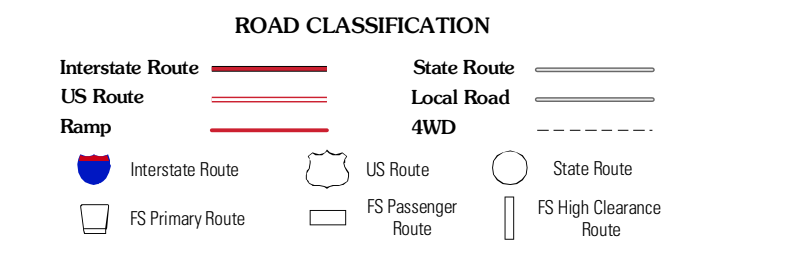 ROAD CLASSIFICATION
Interstate Route
State Route
US Route
Local Road
Ramp
4WD
Interstate Route
US Route
State Route
FS Primary Route
FS Passenger
Route
FS High Clearance
Route